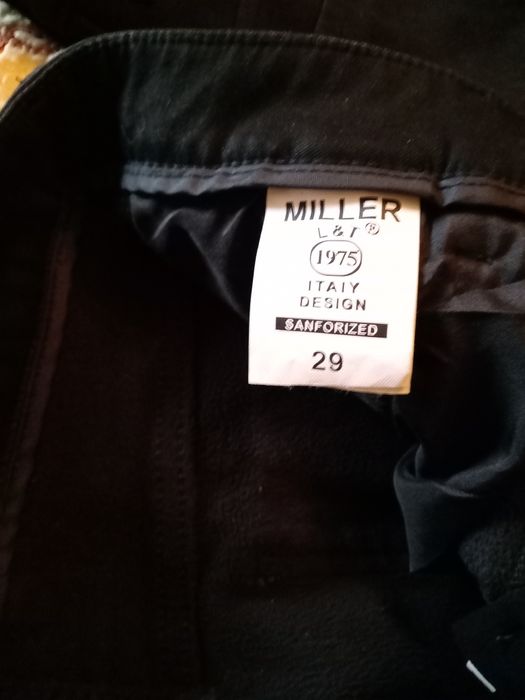 MILLER
L & T ®
1975
ITAIY
DESIGN
SANFORIZED
29